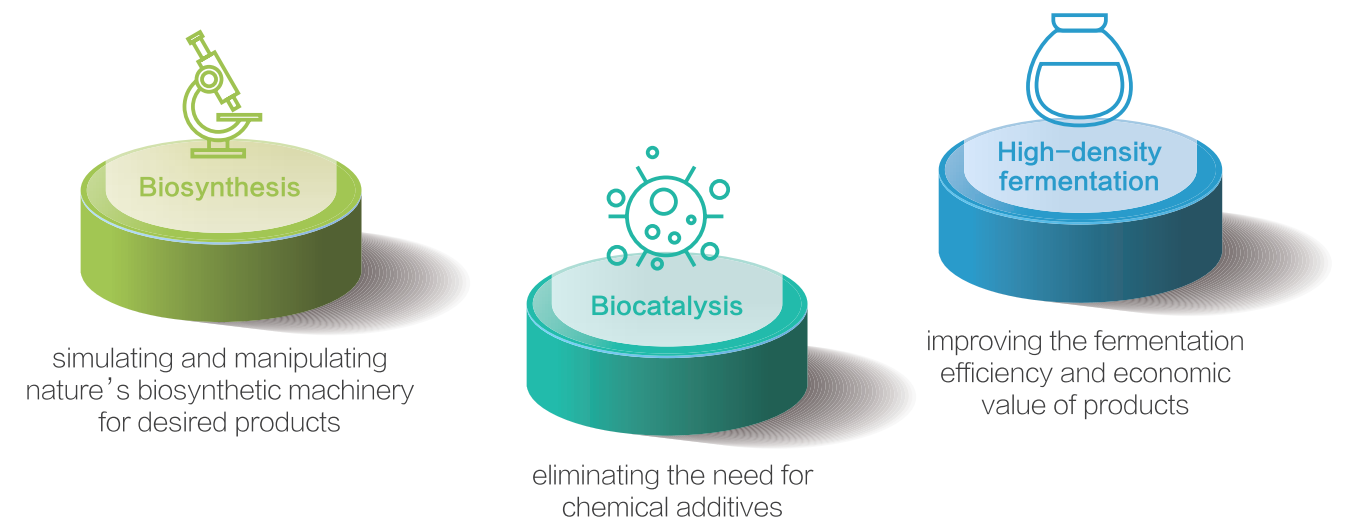 Biosynthesis
simulating and manipulating
nature’s biosynthetic machinery
for desired products
Biocatalysis
eliminating the need for
chemical additives
High-density
fermentation
improving the fermentation
efficiency and economic
value of products